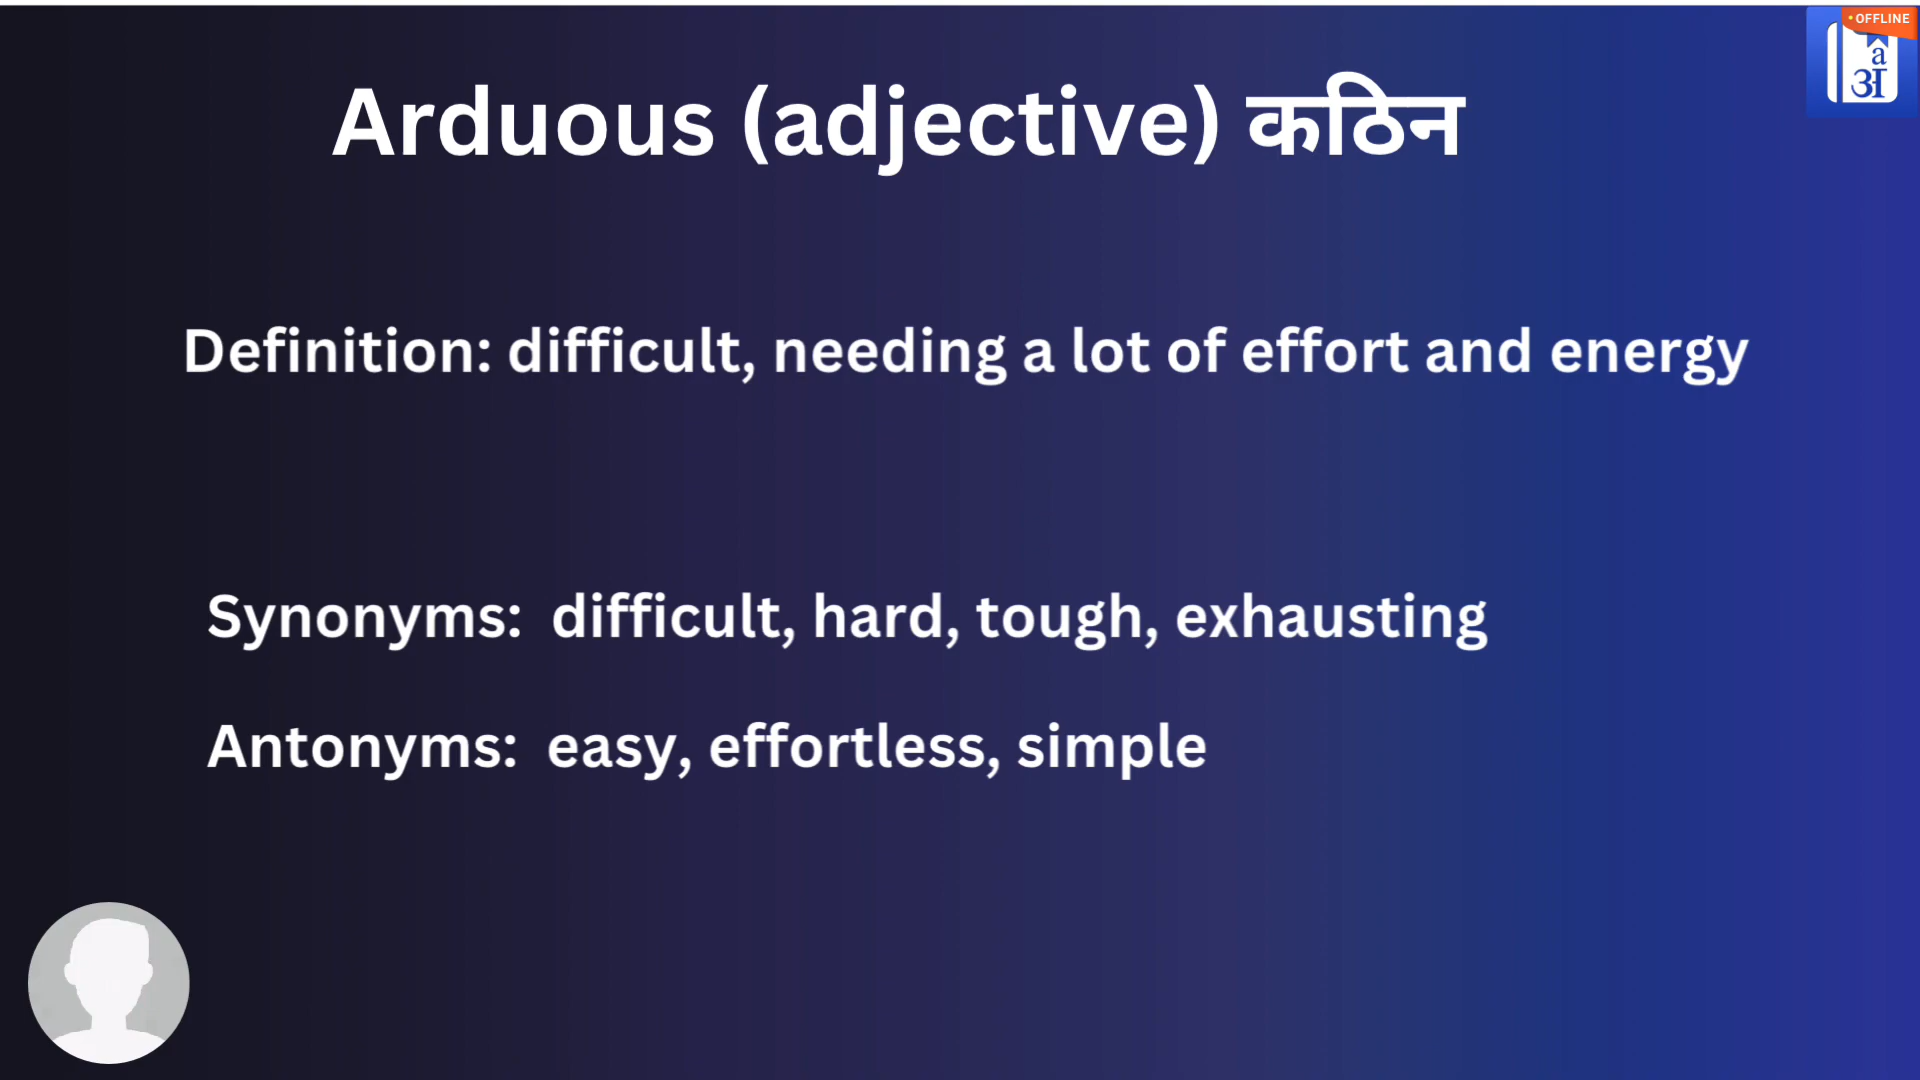 • OFFLINE
a
अ
Arduous (adjective) कठिन
Definition: difficult, needing a lot of effort and energy
Synonyms: difficult, hard, tough, exhausting
Antonyms: easy, effortless, simple